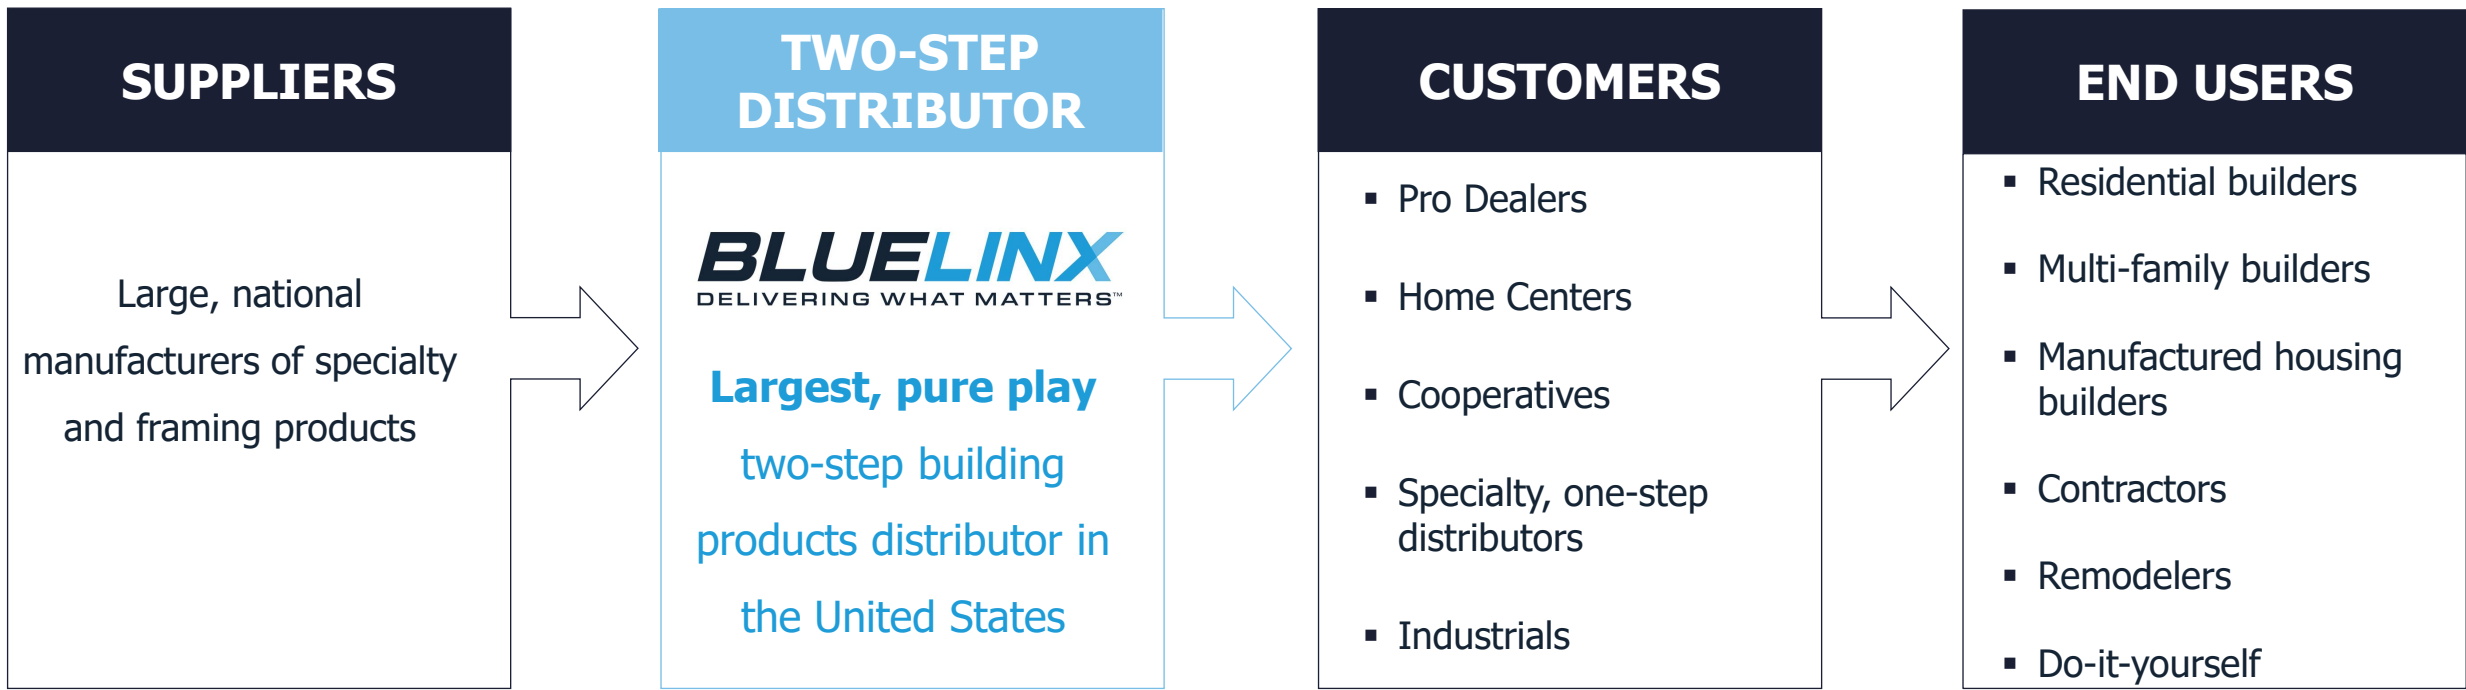 SUPPLIERS
Large, national
manufacturers of specialty
and framing products
TWO-STEP
DISTRIBUTOR
BLUELINX
DELIVERING WHAT MATTERS™
Largest, pure play
two-step building
products distributor in
the United States
CUSTOMERS
▪ Pro Dealers
▪ Home Centers
▪ Cooperatives
▪ Specialty, one-step
distributors
▪ Industrials
END USERS
▪ Residential builders
▪ Multi-family builders
▪ Manufactured housing
builders
▪ Contractors
▪ Remodelers
▪ Do-it-yourself